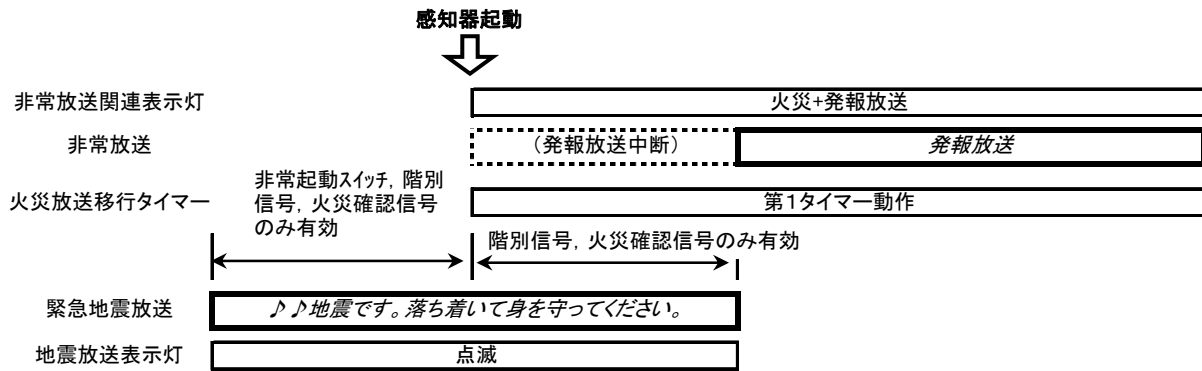 感知器起動
非常放送関連表示灯
火災+発報放送
非常放送
（発報放送中断）
発報放送
火災放送移行タイマー
非常起動スイッチ，階別
信号，火災確認信号
のみ有効
第１タイマー動作
階別信号，火災確認信号のみ有効
緊急地震放送
♪♪地震です。落ち着いて身を守ってください。
地震放送表示灯
点滅